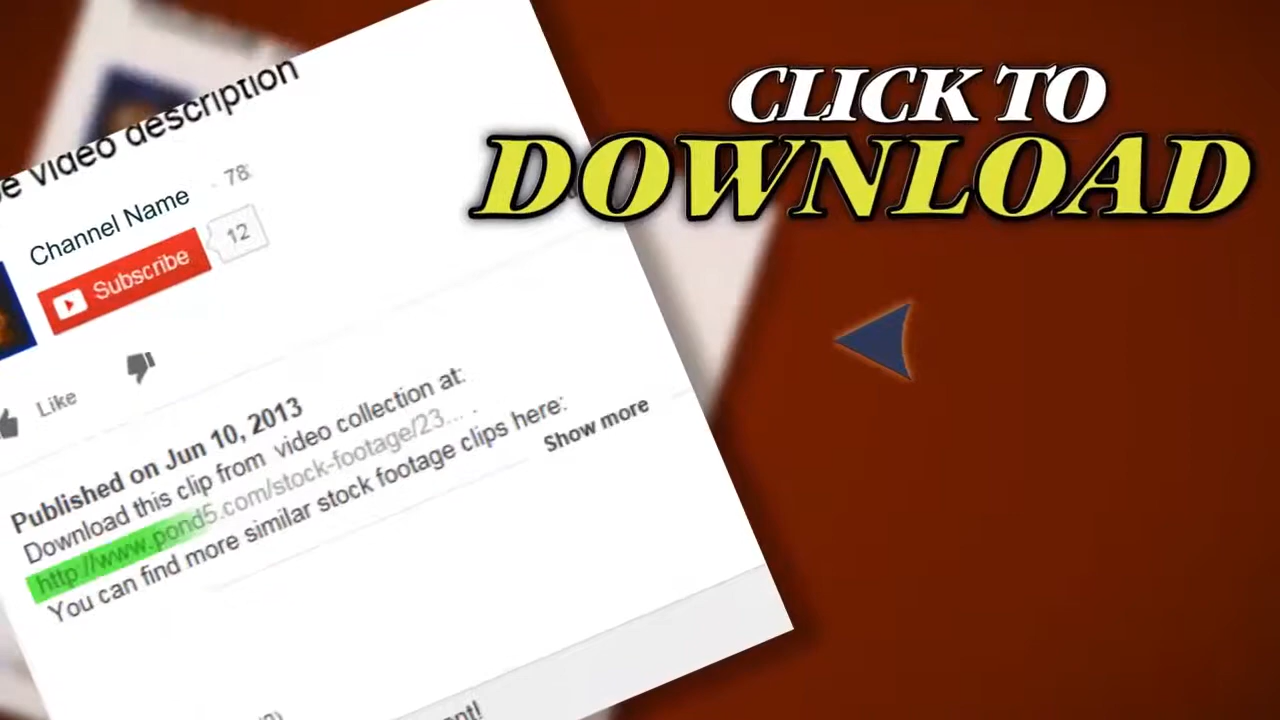 CLICK TO
DOWNLOAD
video description
Channel Name
78
Subscribe
12
Like
Published on Jun 10, 2013
Download this clip from video collection at:
http://www.pond5.com/stock-footage/23...
You can find more similar stock footage clips here:
Show more